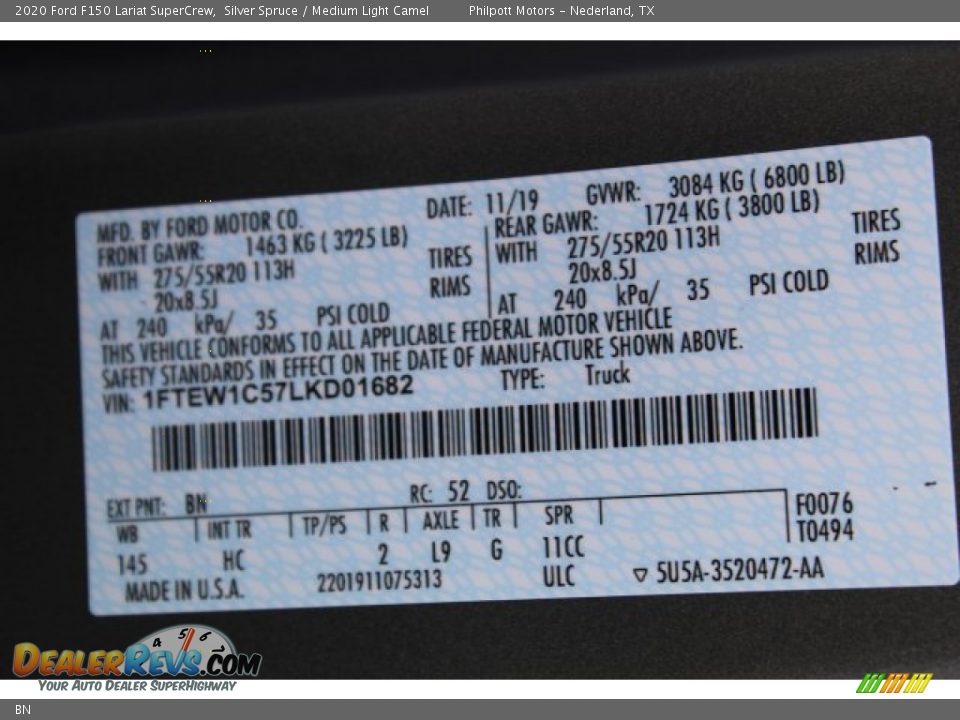 2020 Ford F150 Lariat SuperCrew, Silver Spruce / Medium Light Camel Philpott Motors – Nederland, TX
MFD. BY FORD MOTOR CO. DATE: 11/19 GVWR: 3084 KG ( 6800 LB)
FRONT GAWR: 1463 KG ( 3225 LB) REAR GAWR: 1724 KG ( 3800 LB)
WITH 275/55R20 113H TIRES WITH 275/55R20 113H TIRES
20x8.5J RIMS 20x8.5J RIMS
AT 240 kPa/ 35 PSI COLD AT 240 kPa/ 35 PSI COLD
THIS VEHICLE CONFORMS TO ALL APPLICABLE FEDERAL MOTOR VEHICLE
SAFETY STANDARDS IN EFFECT ON THE DATE OF MANUFACTURE SHOWN ABOVE.
VIN: 1FTEW1C57LKD01682 TYPE: Truck
EXT PNT: BN RC: 52 DSO:
WB INT TR TP/PS R AXLE TR SPR F0076
145 HC 2 L9 G 11CC T0494
MADE IN U.S.A. 2201911075313 ULC ▽ 5U5A-3520472-AA
4 5 6
DEALERREVS.COM
YOUR AUTO DEALER SUPERHIGHWAY
BN